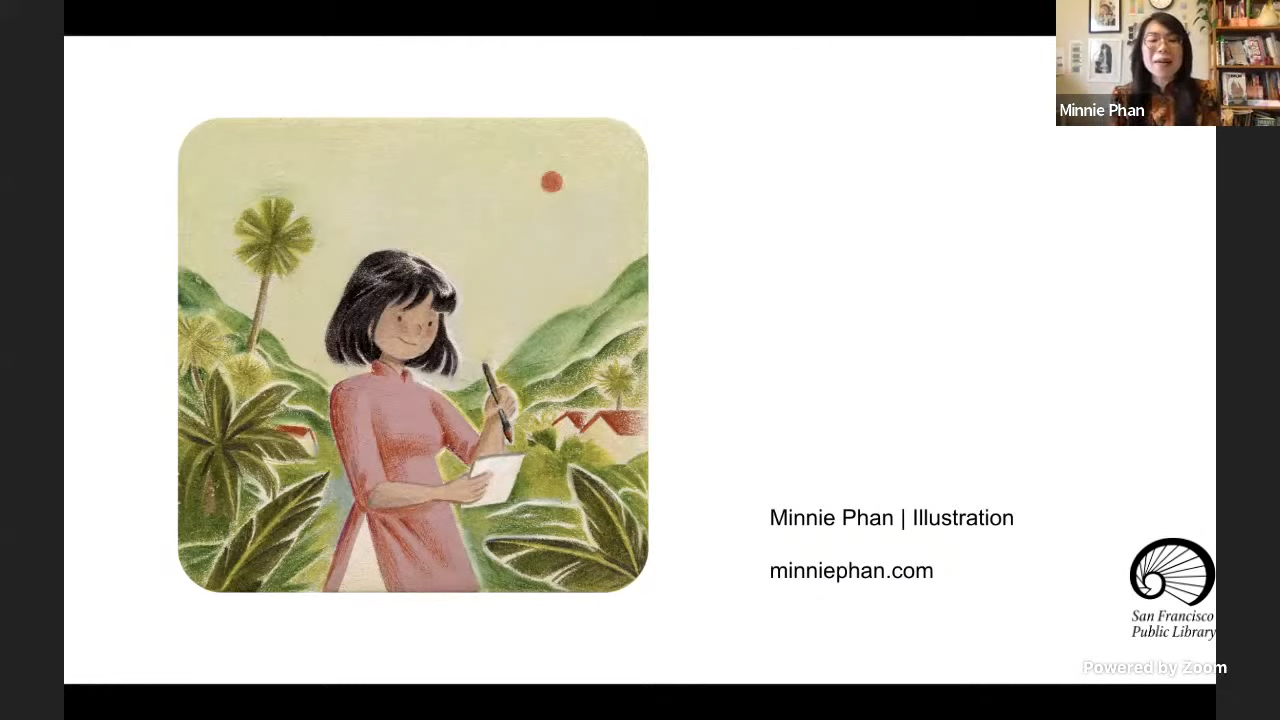 Minnie Phan
Minnie Phan | Illustration
minniephan.com
San Francisco
Public Library
Powered by Zoom